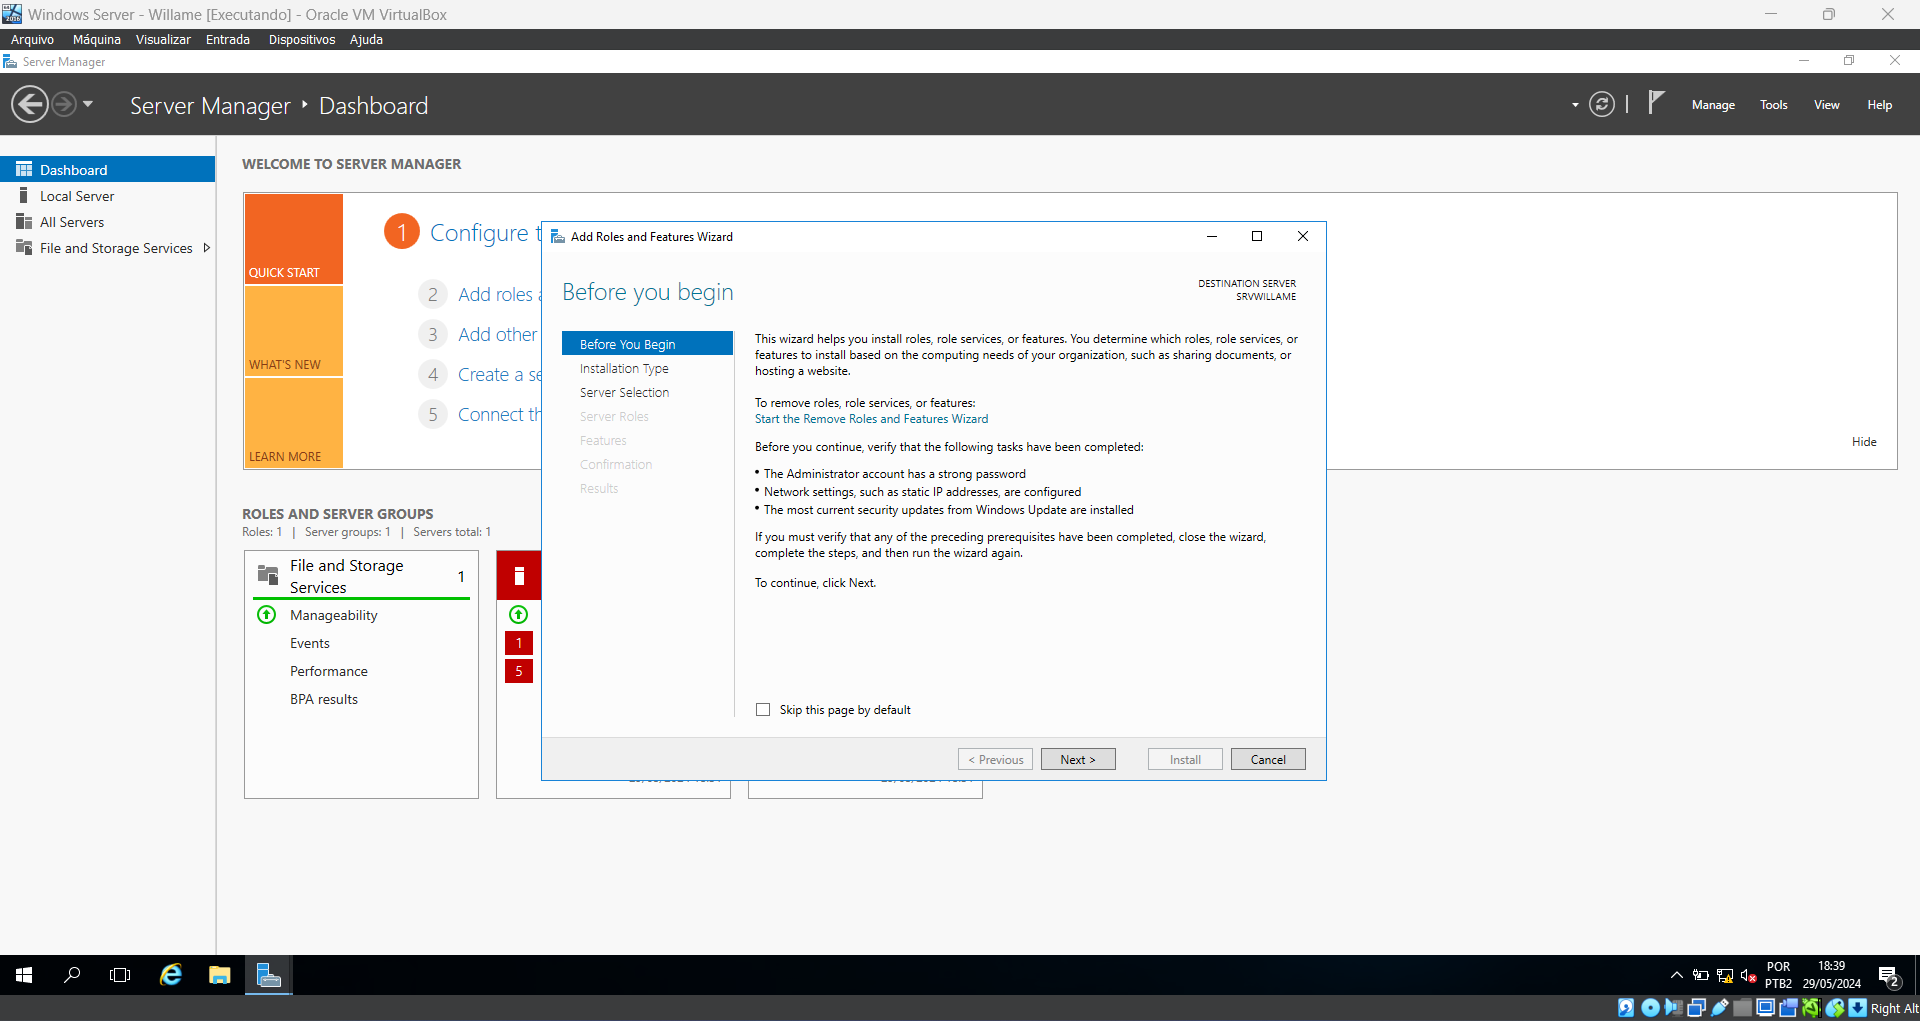 Windows Server - Willame [Executando] - Oracle VM VirtualBox
Arquivo Máquina Visualizar Entrada Dispositivos Ajuda
Server Manager
Server Manager ‣ Dashboard
Manage Tools View Help
Dashboard
Local Server
All Servers
File and Storage Services
WELCOME TO SERVER MANAGER
QUICK START
WHAT'S NEW
LEARN MORE
1 Configure t
2 Add roles
3 Add other
4 Create a se
5 Connect th
Hide
ROLES AND SERVER GROUPS
Roles: 1 | Server groups: 1 | Servers total: 1
File and Storage
Services
1
Manageability
Events
Performance
BPA results
1
5
Add Roles and Features Wizard
Before you begin
DESTINATION SERVER
SRVWILLAME
Before You Begin
Installation Type
Server Selection
Server Roles
Features
Confirmation
Results
This wizard helps you install roles, role services, or features. You determine which roles, role services, or
features to install based on the computing needs of your organization, such as sharing documents, or
hosting a website.
To remove roles, role services, or features:
Start the Remove Roles and Features Wizard
Before you continue, verify that the following tasks have been completed:
• The Administrator account has a strong password
• Network settings, such as static IP addresses, are configured
• The most current security updates from Windows Update are installed
If you must verify that any of the preceding prerequisites have been completed, close the wizard,
complete the steps, and then run the wizard again.
To continue, click Next.
Skip this page by default
< Previous Next > Install Cancel
POR
PTB2
18:39
29/05/2024
2
Right Alt